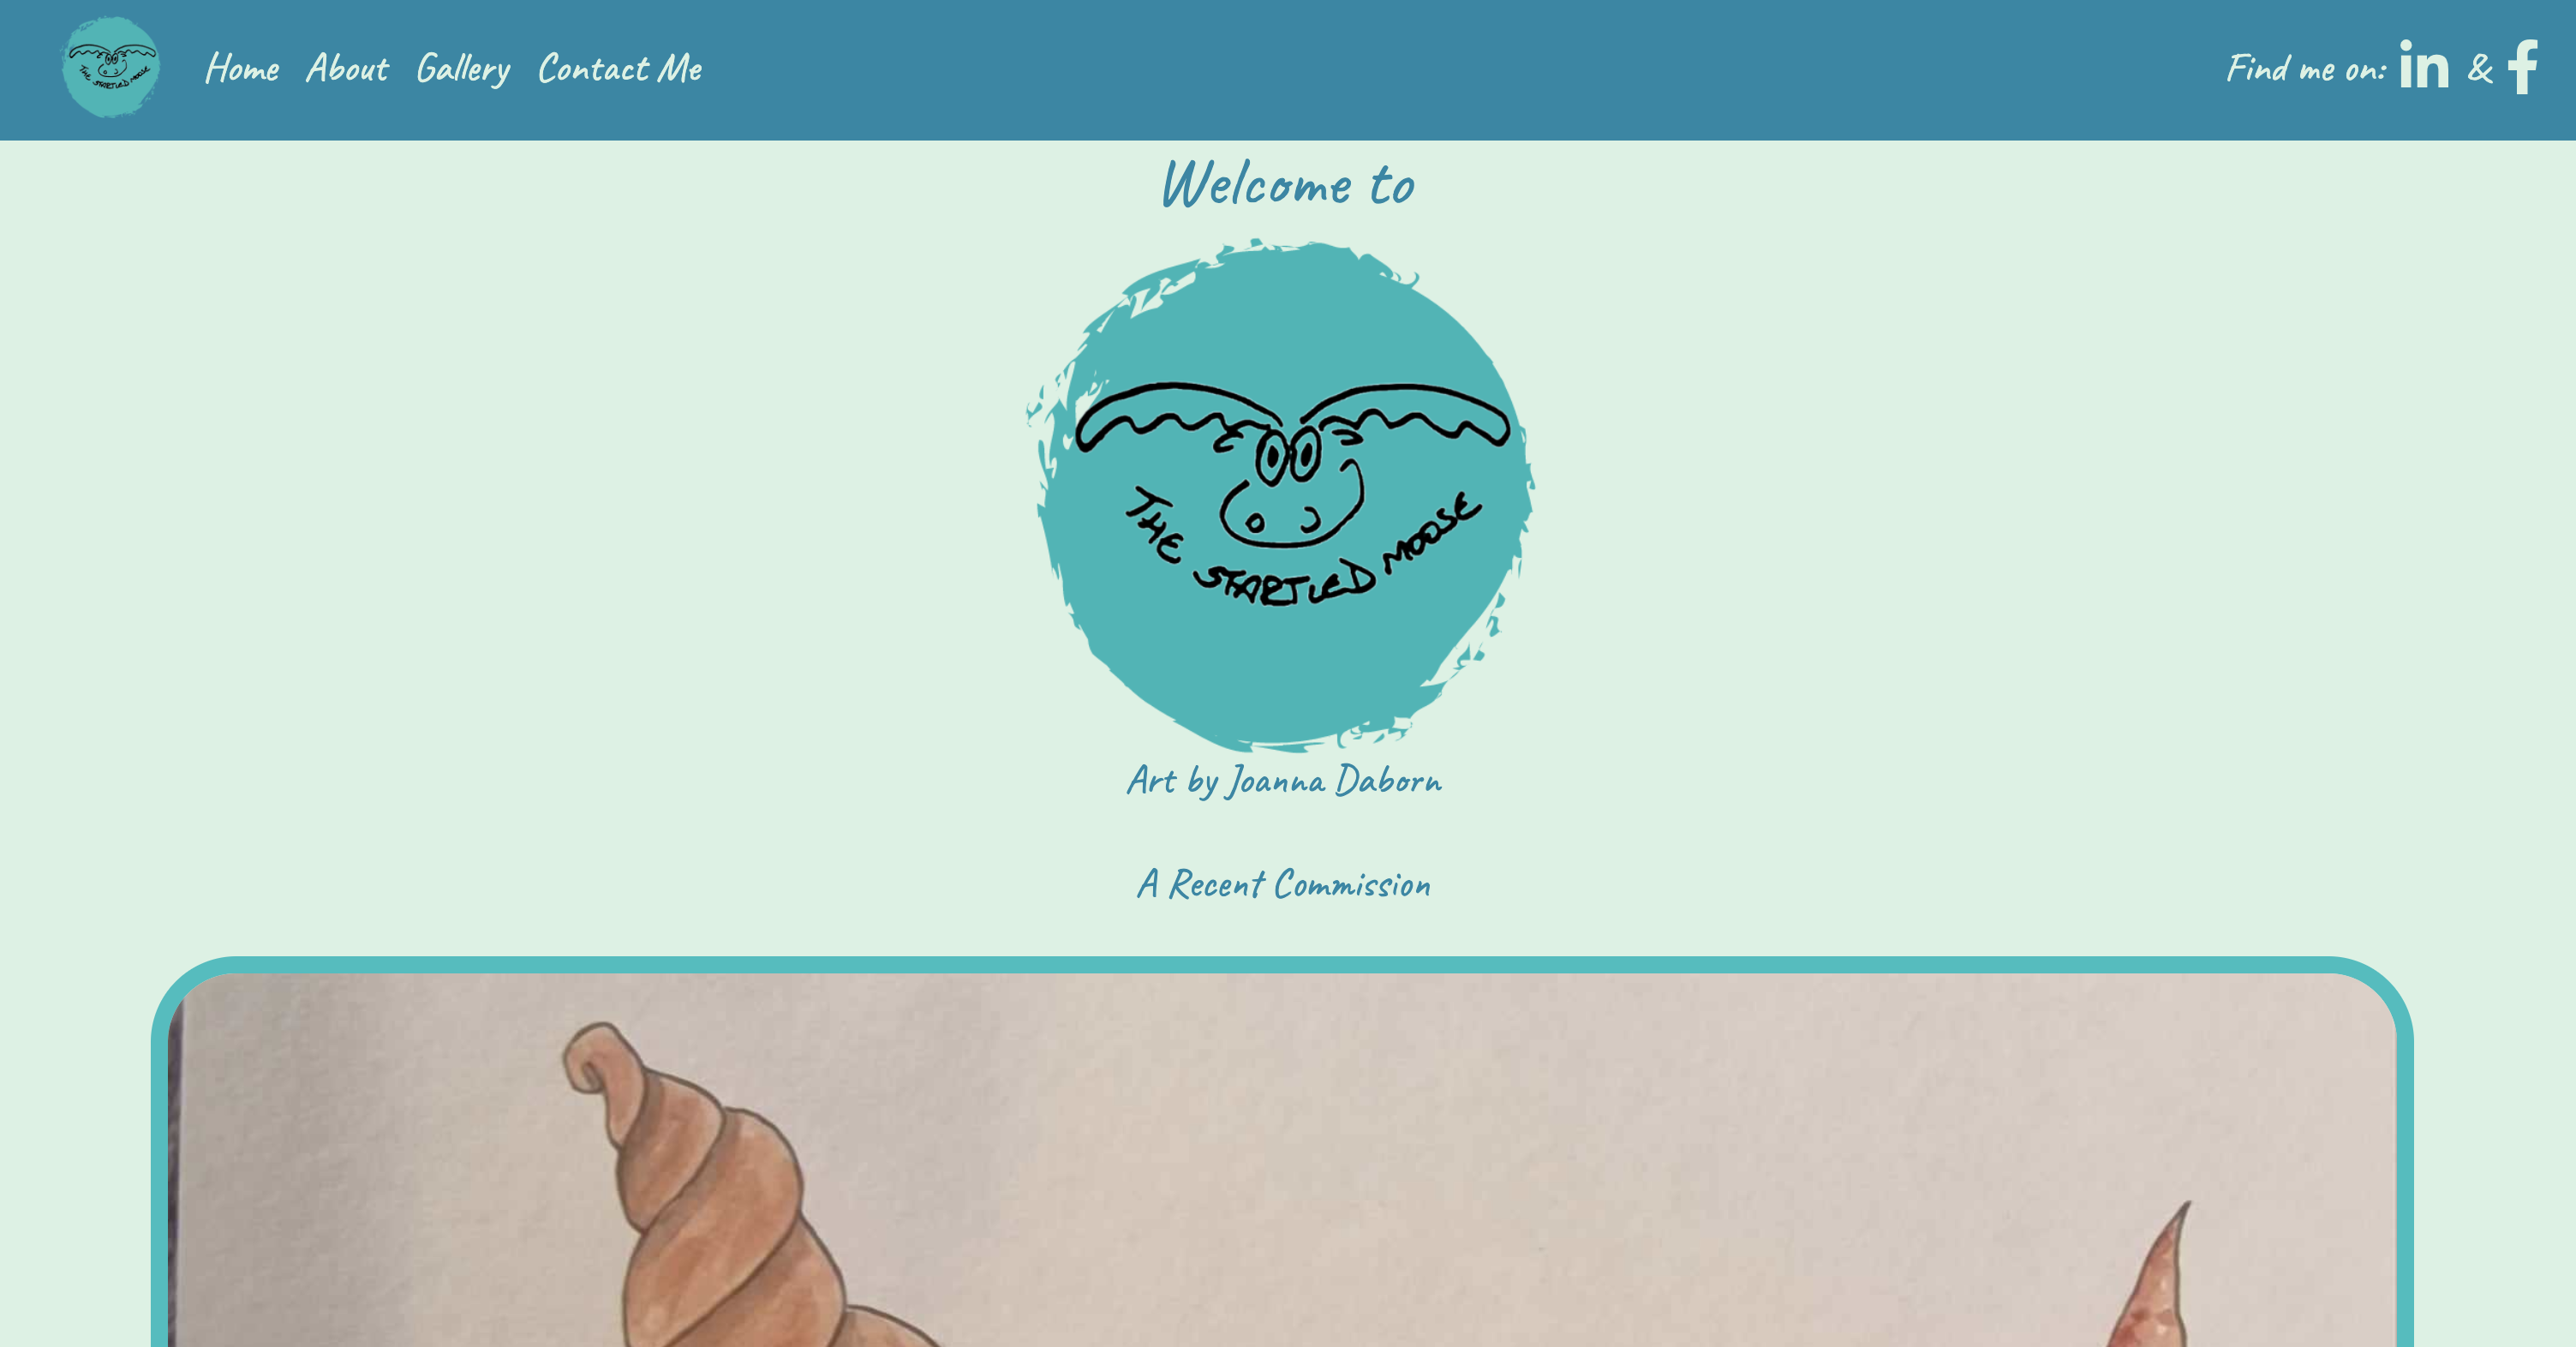 THE STARTLED MOOSE
Home About Gallery Contact Me
Find me on: in & f
Welcome to
THE STARTLED MOOSE
Art by Joanna Daborn
A Recent Commission